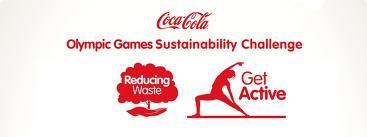 Coca-Cola
Olympic Games Sustainability Challenge
Reducing
Waste
Get
Active